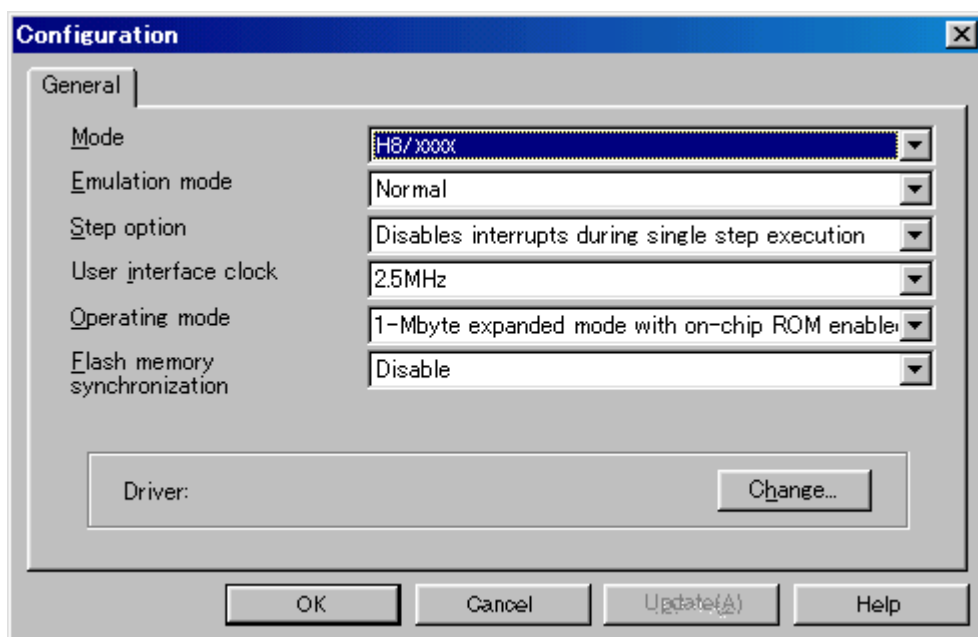 Configuration
General
Mode
H8/xxxx
Emulation mode
Normal
Step option
Disables interrupts during single step execution
User interface clock
2.5MHz
Operating mode
1-Mbyte expanded mode with on-chip ROM enable
Flash memory
synchronization
Disable
Driver:
Change...
OK
Cancel
Update(A)
Help